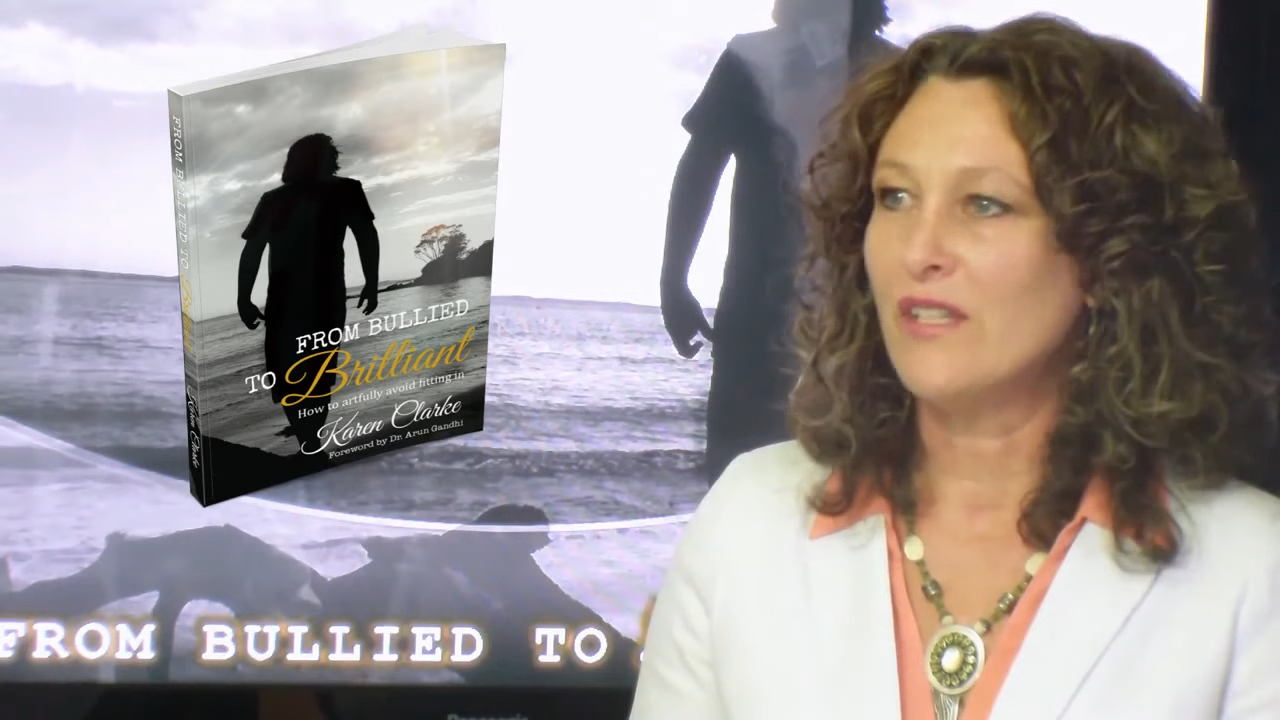 FROM BULLIED TO Brilliant
Karen Clarke
FROM BULLIED
TO Brilliant
How to artfully avoid fitting in
Karen Clarke
Foreword by Dr. Arun Gandhi
FROM BULLIED TO
Panasonic